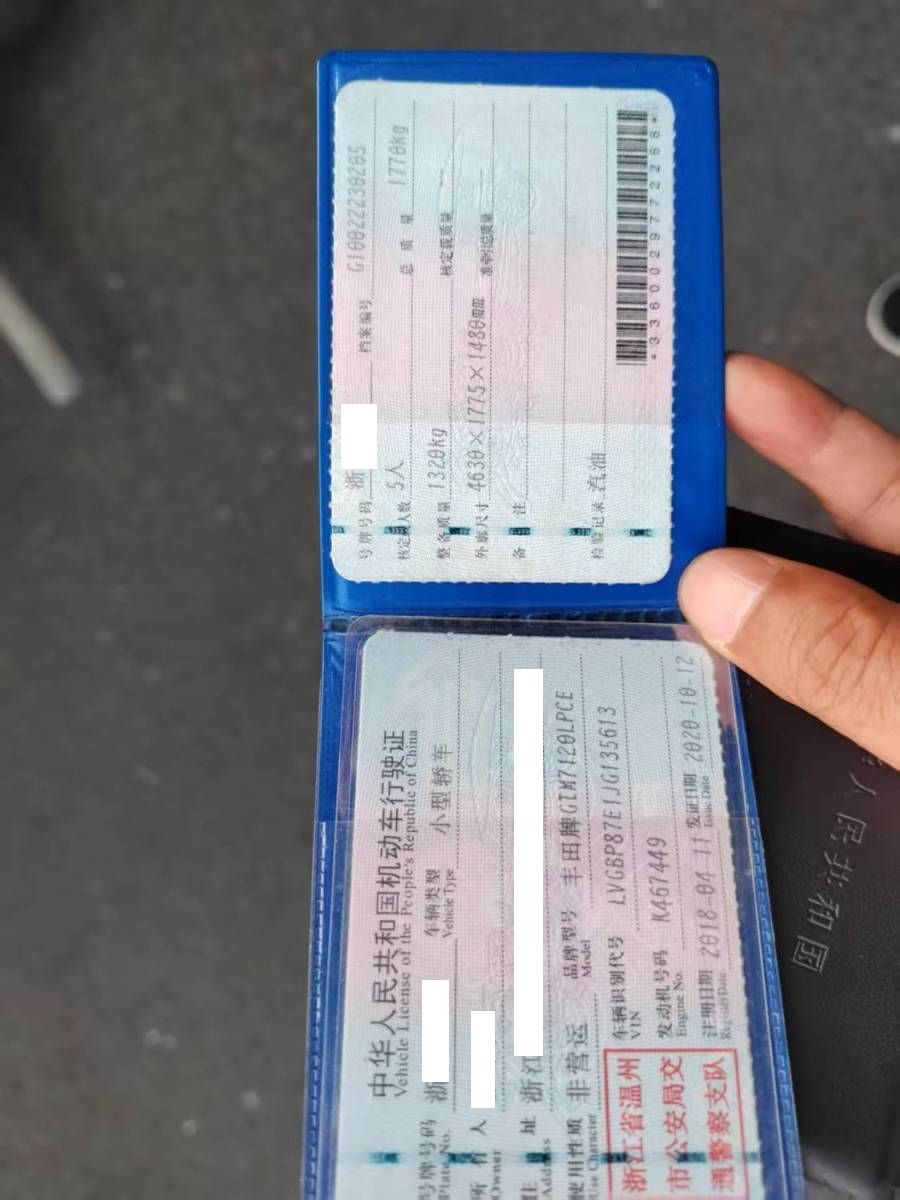 号牌号码 浙 档案编号 G10022230205
核定载人数 5人 总质量 1770kg
整备质量 1320kg 核定载质量
外廓尺寸 4630×1775×1480mm 准牵引总质量
备注
检验记录 汽油
*3360029772266*
中华人民共和国机动车行驶证
Vehicle License of the People's Republic of China
号牌号码 浙 车辆类型 小型轿车
Plate No. Vehicle Type
所有人
Owner
住址 浙江
Address
使用性质 非营运 品牌型号 丰田牌GTM7120LPCE
Use Character Model
浙江省温州
市公安局交
通警察支队
车辆识别代号 LVGBP87E1JG135613
VIN
发动机号码 K467449
Engine No.
注册日期 2018-04-11 发证日期 2020-10-12
Register Date Issue Date
人民共和国